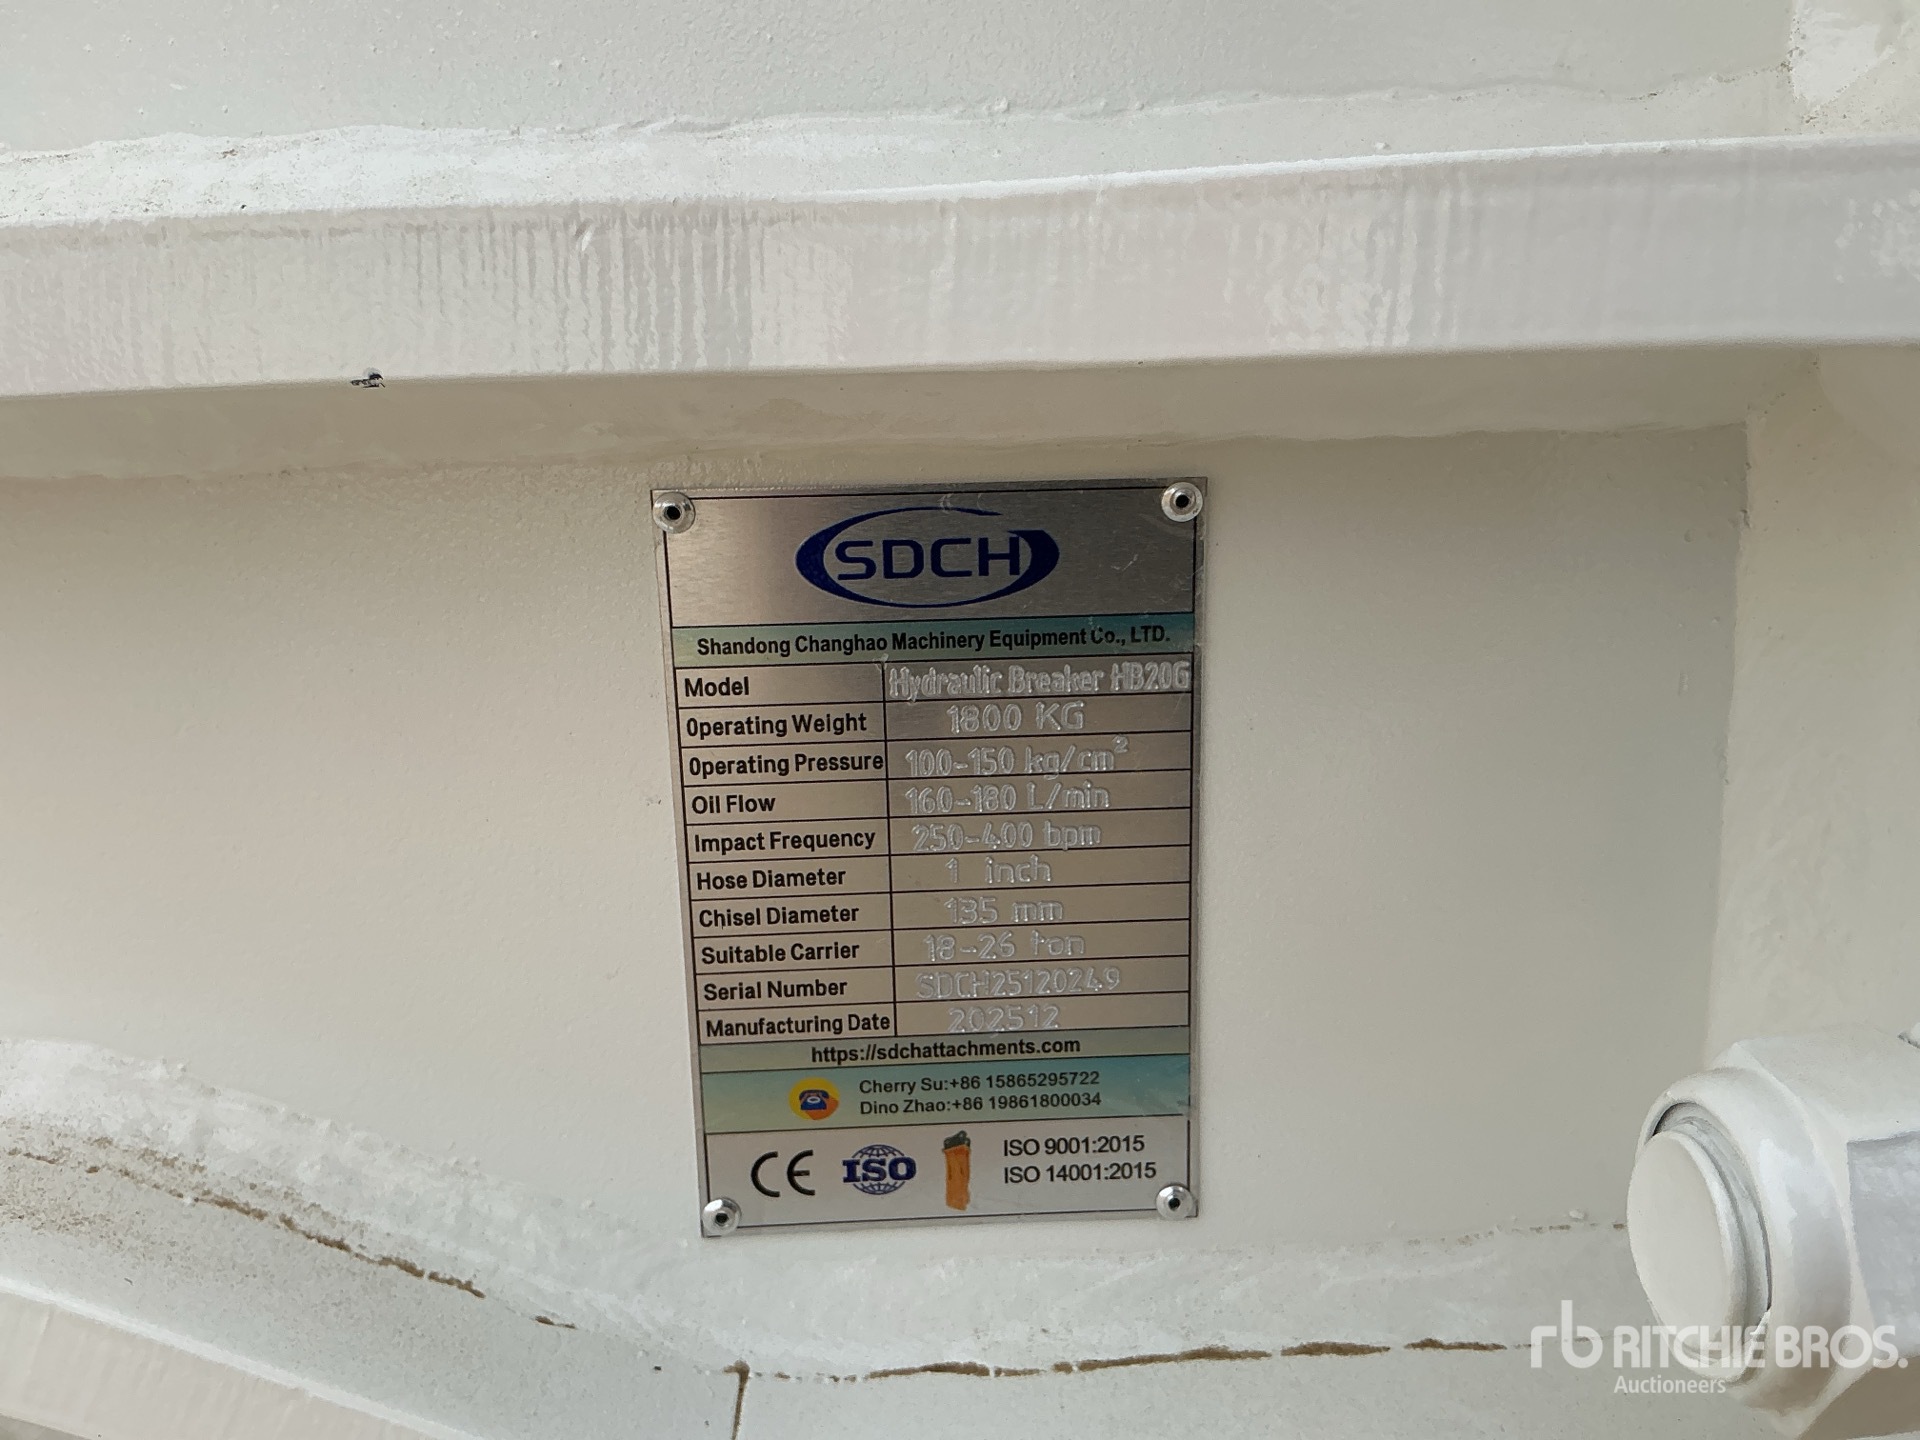 SDCH
Shandong Changhao Machinery Equipment Co., LTD.
Model Hydraulic Breaker HB20G
Operating Weight 1800 KG
Operating Pressure 100-150 kg/cm²
Oil Flow 160-180 L/min
Impact Frequency 250-400 bpm
Hose Diameter 1 inch
Chisel Diameter 135 mm
Suitable Carrier 18-26 ton
Serial Number SDCH25120249
Manufacturing Date 202512
https://sdchattachments.com
Cherry Su:+86 15865295722
Dino Zhao:+86 19861800034
CE ISO ISO 9001:2015
ISO 14001:2015
rb RITCHIE BROS.
Auctioneers